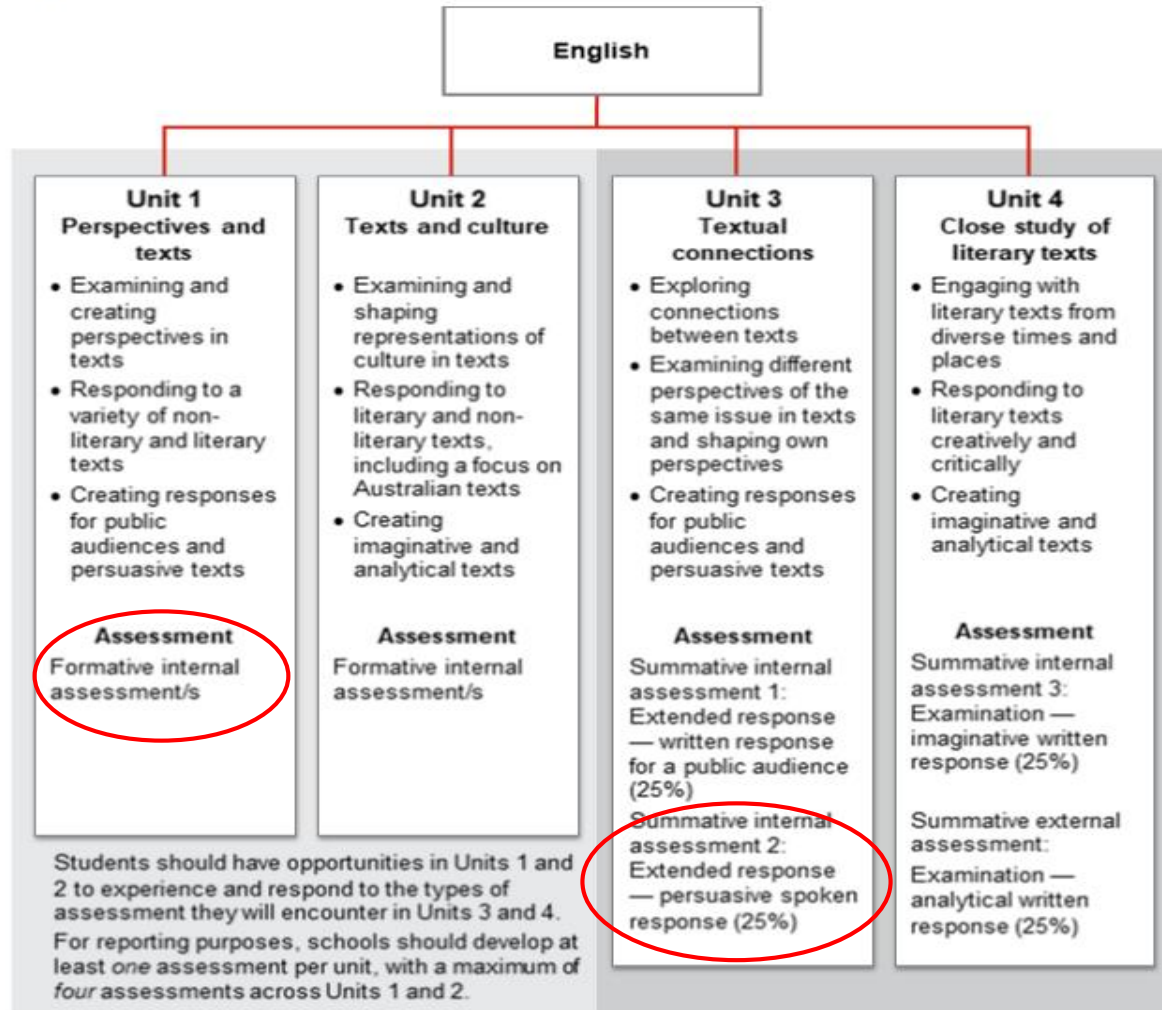 English
Unit 1
Perspectives and
texts
• Examining and
creating
perspectives in
texts
• Responding to a
variety of non-
literary and literary
texts
• Creating responses
for public
audiences and
persuasive texts
Assessment
Formative internal
assessment/s
Unit 2
Texts and culture
• Examining and
shaping
representations of
culture in texts
• Responding to
literary and non-
literary texts,
including a focus on
Australian texts
• Creating
imaginative and
analytical texts
Assessment
Formative internal
assessment/s
Students should have opportunities in Units 1 and
2 to experience and respond to the types of
assessment they will encounter in Units 3 and 4.
For reporting purposes, schools should develop at
least one assessment per unit, with a maximum of
four assessments across Units 1 and 2.
Unit 3
Textual
connections
• Exploring
connections
between texts
• Examining different
perspectives of the
same issue in texts
and shaping own
perspectives
• Creating responses
for public
audiences and
persuasive texts
Assessment
Summative internal
assessment 1:
Extended response
— written response
for a public audience
(25%)
Summative internal
assessment 2:
Extended response
— persuasive spoken
response (25%)
Unit 4
Close study of
literary texts
• Engaging with
literary texts from
diverse times and
places
• Responding to
literary texts
creatively and
critically
• Creating
imaginative and
analytical texts
Assessment
Summative internal
assessment 3:
Examination —
imaginative written
response (25%)
Summative external
assessment:
Examination —
analytical written
response (25%)